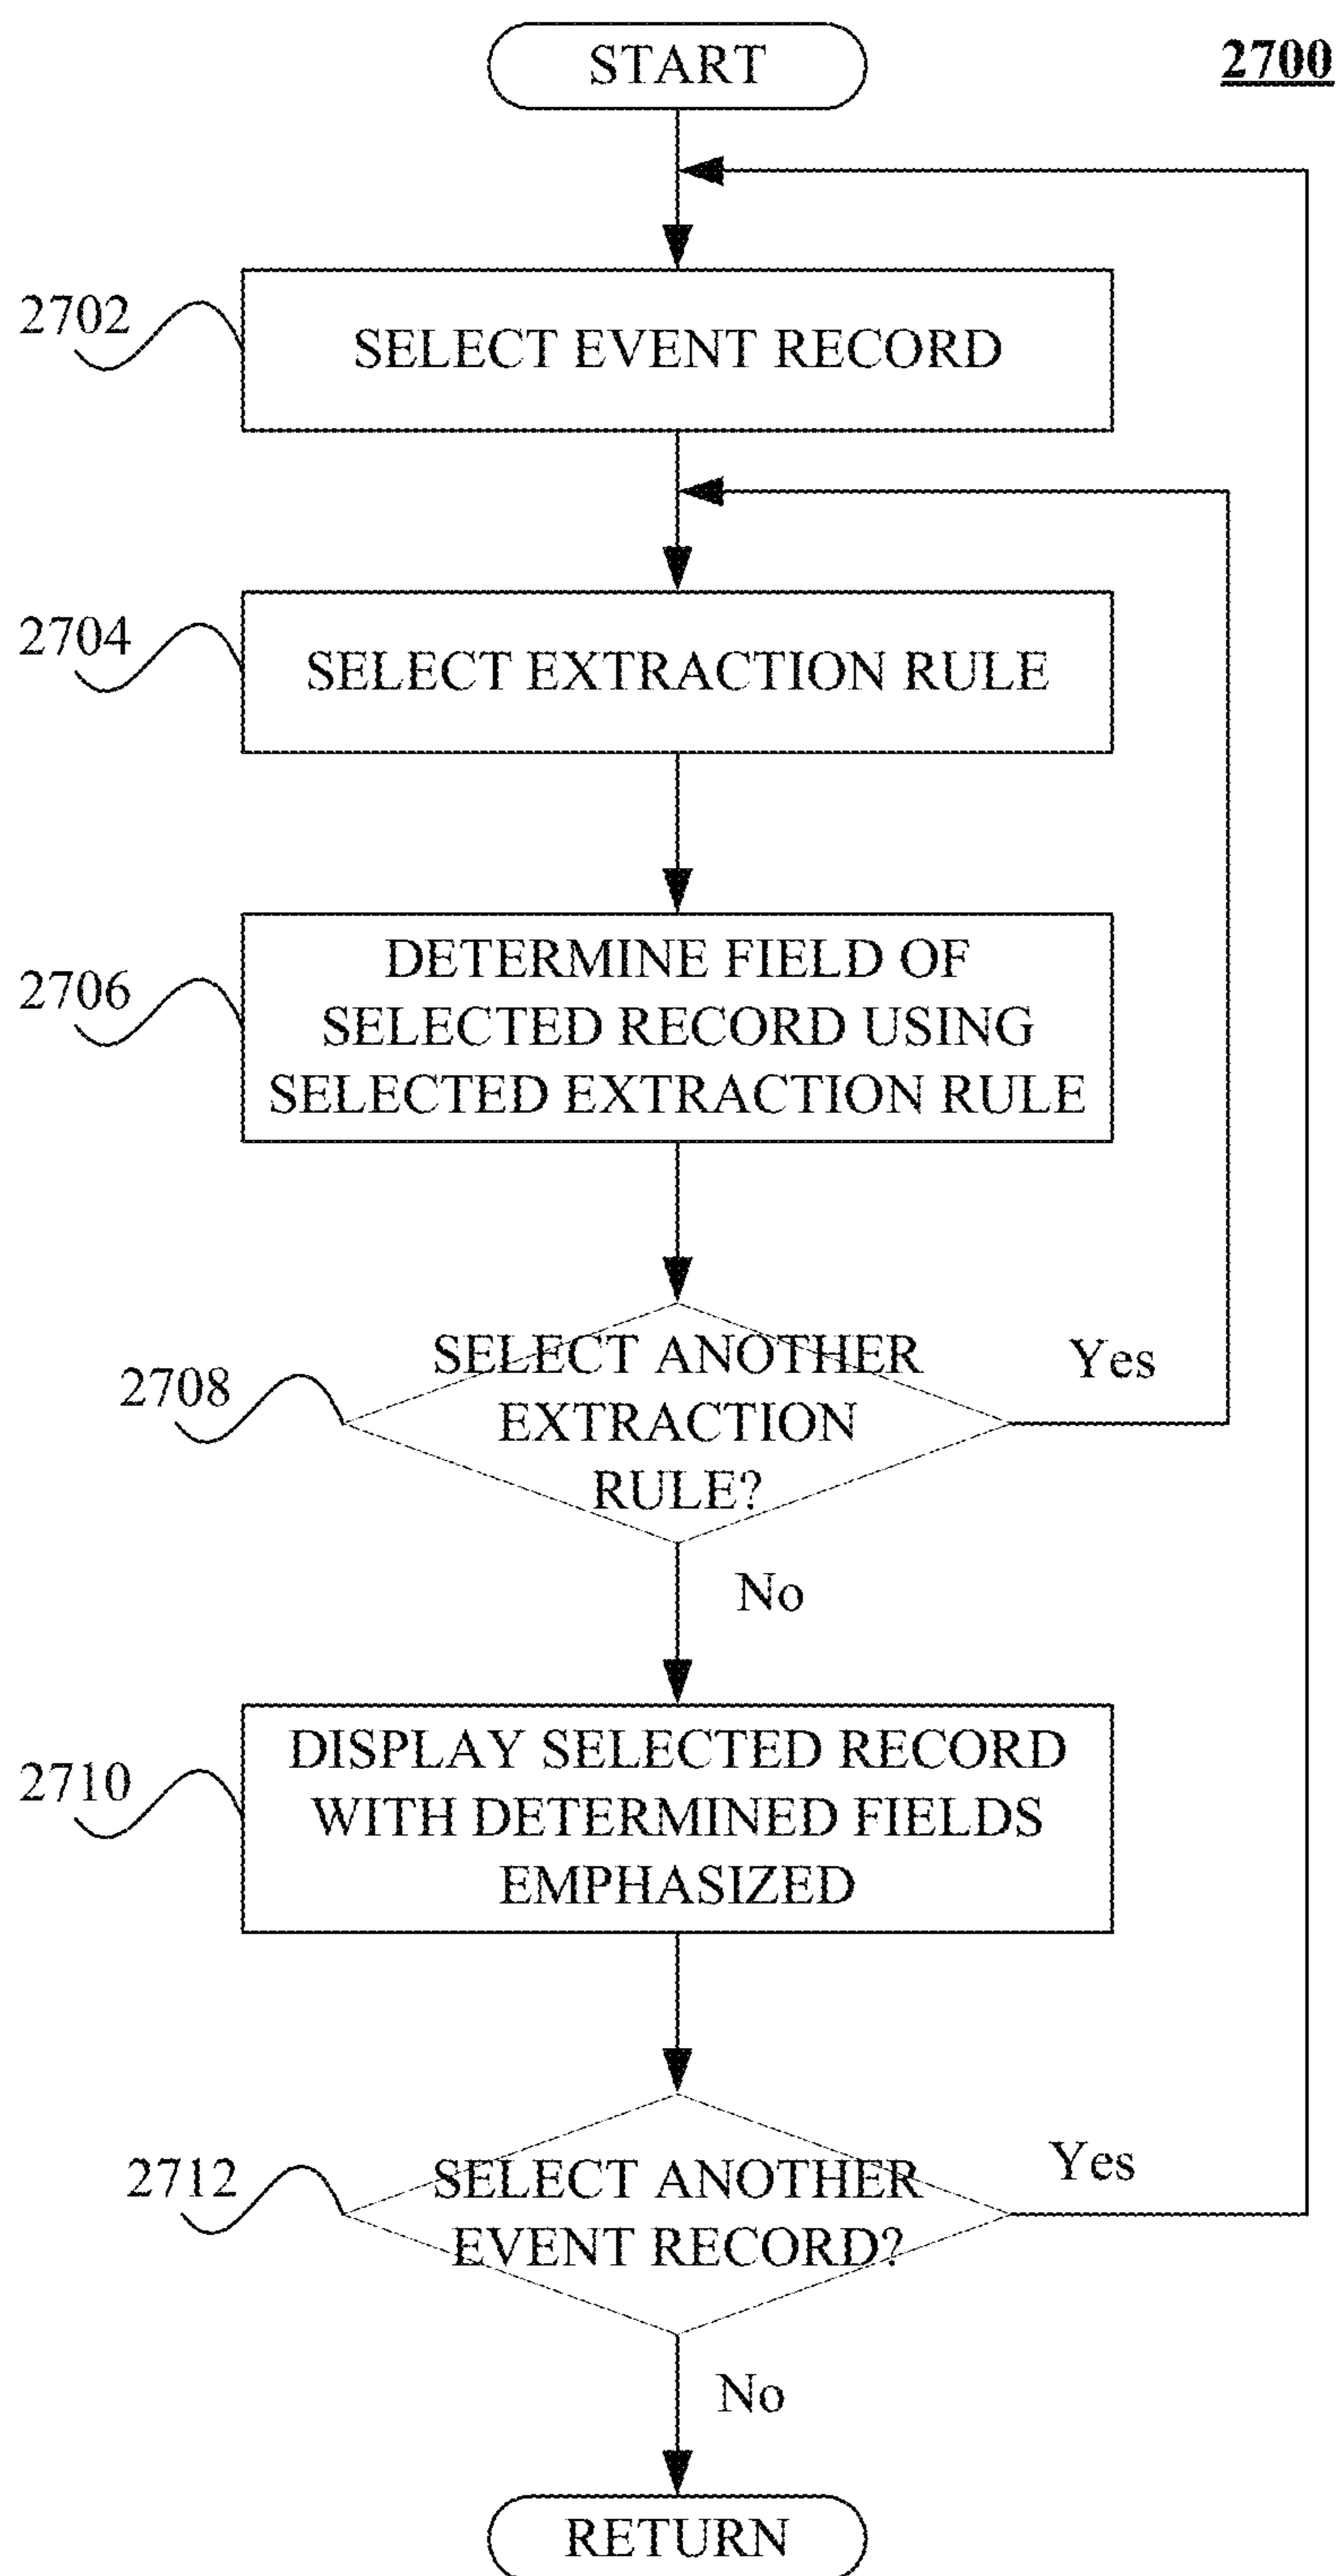 START
2700
2702
SELECT EVENT RECORD
2704
SELECT EXTRACTION RULE
2706
DETERMINE FIELD OF
SELECTED RECORD USING
SELECTED EXTRACTION RULE
2708
SELECT ANOTHER
EXTRACTION
RULE?
Yes
No
2710
DISPLAY SELECTED RECORD
WITH DETERMINED FIELDS
EMPHASIZED
2712
SELECT ANOTHER
EVENT RECORD?
Yes
No
RETURN